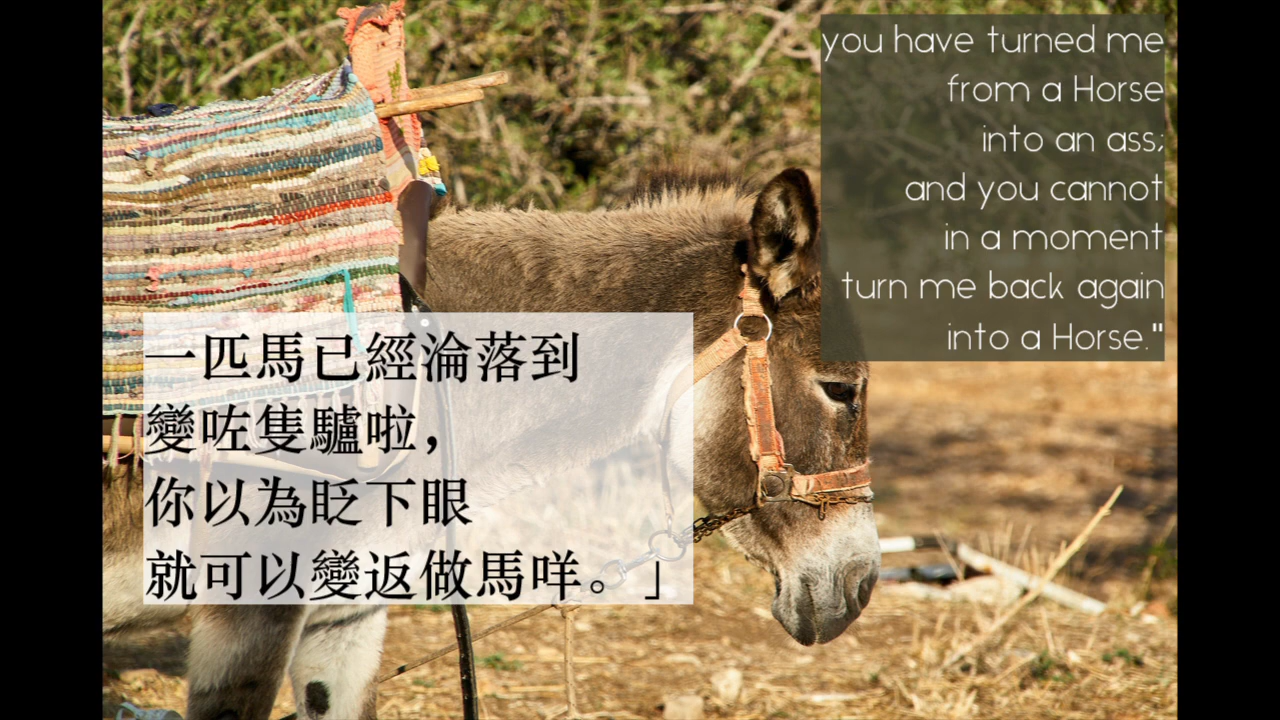 you have turned me
from a Horse
into an ass;
and you cannot
in a moment
turn me back again
into a Horse."
一匹馬已經淪落到
變咗隻驢啦，
你以為眨下眼
就可以變返做馬咩。」